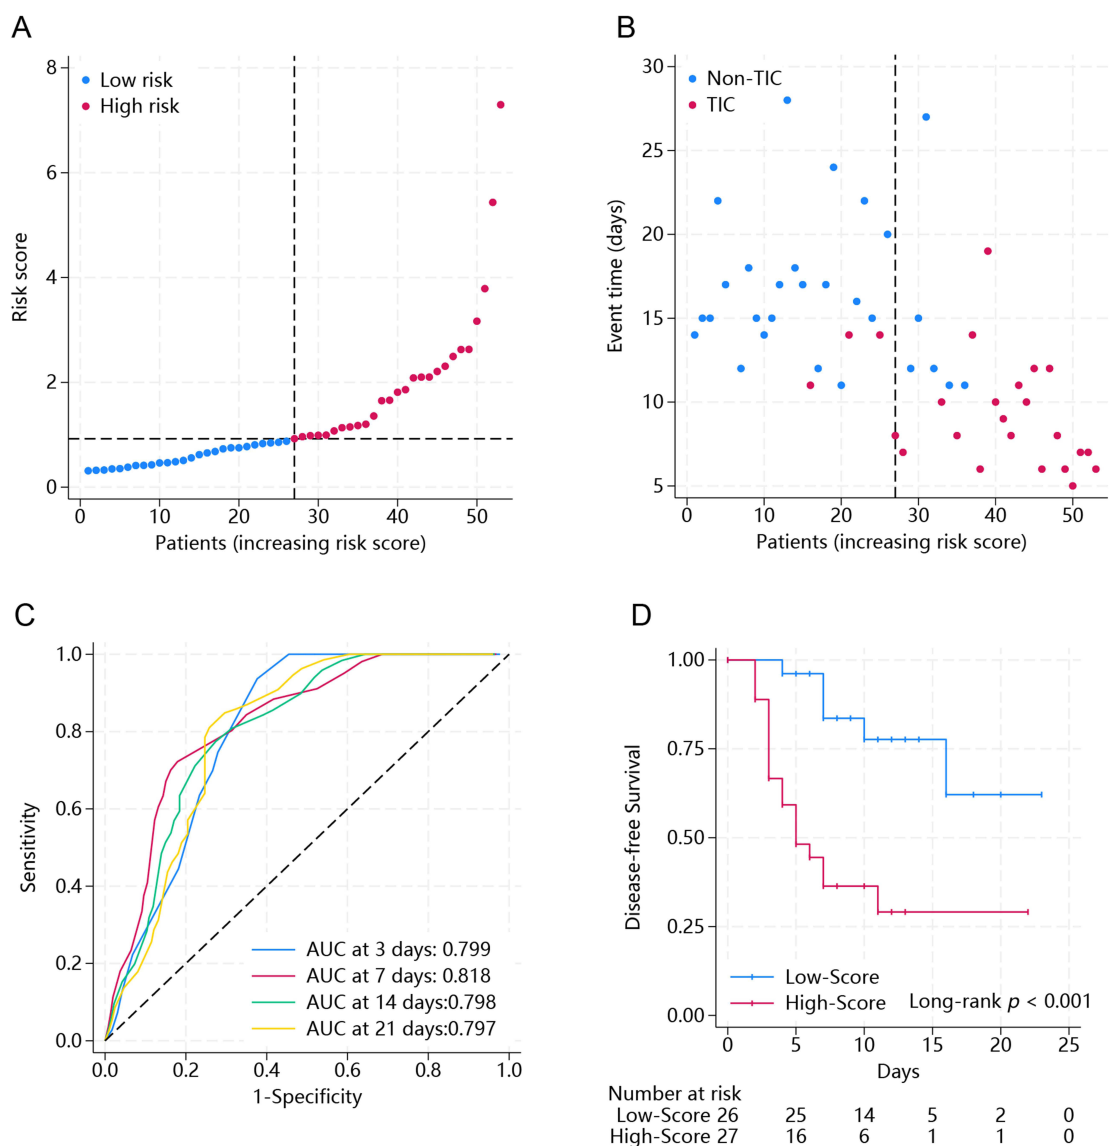 A
8
6
4
2
0
Risk score
Low risk
High risk
0 10 20 30 40 50
Patients (increasing risk score)
B
30
25
20
15
10
5
Event time (days)
Non-TIC
TIC
0 10 20 30 40 50
Patients (increasing risk score)
C
1.0
0.8
0.6
0.4
0.2
0.0
Sensitivity
AUC at 3 days: 0.799
AUC at 7 days: 0.818
AUC at 14 days:0.798
AUC at 21 days:0.797
0.0 0.2 0.4 0.6 0.8 1.0
1-Specificity
D
1.00
0.75
0.50
0.25
0.00
Disease-free Survival
Low-Score
High-Score
Long-rank p < 0.001
0 5 10 15 20 25
Days
Number at risk
Low-Score 26 25 14 5 2 0
High-Score 27 16 6 1 1 0